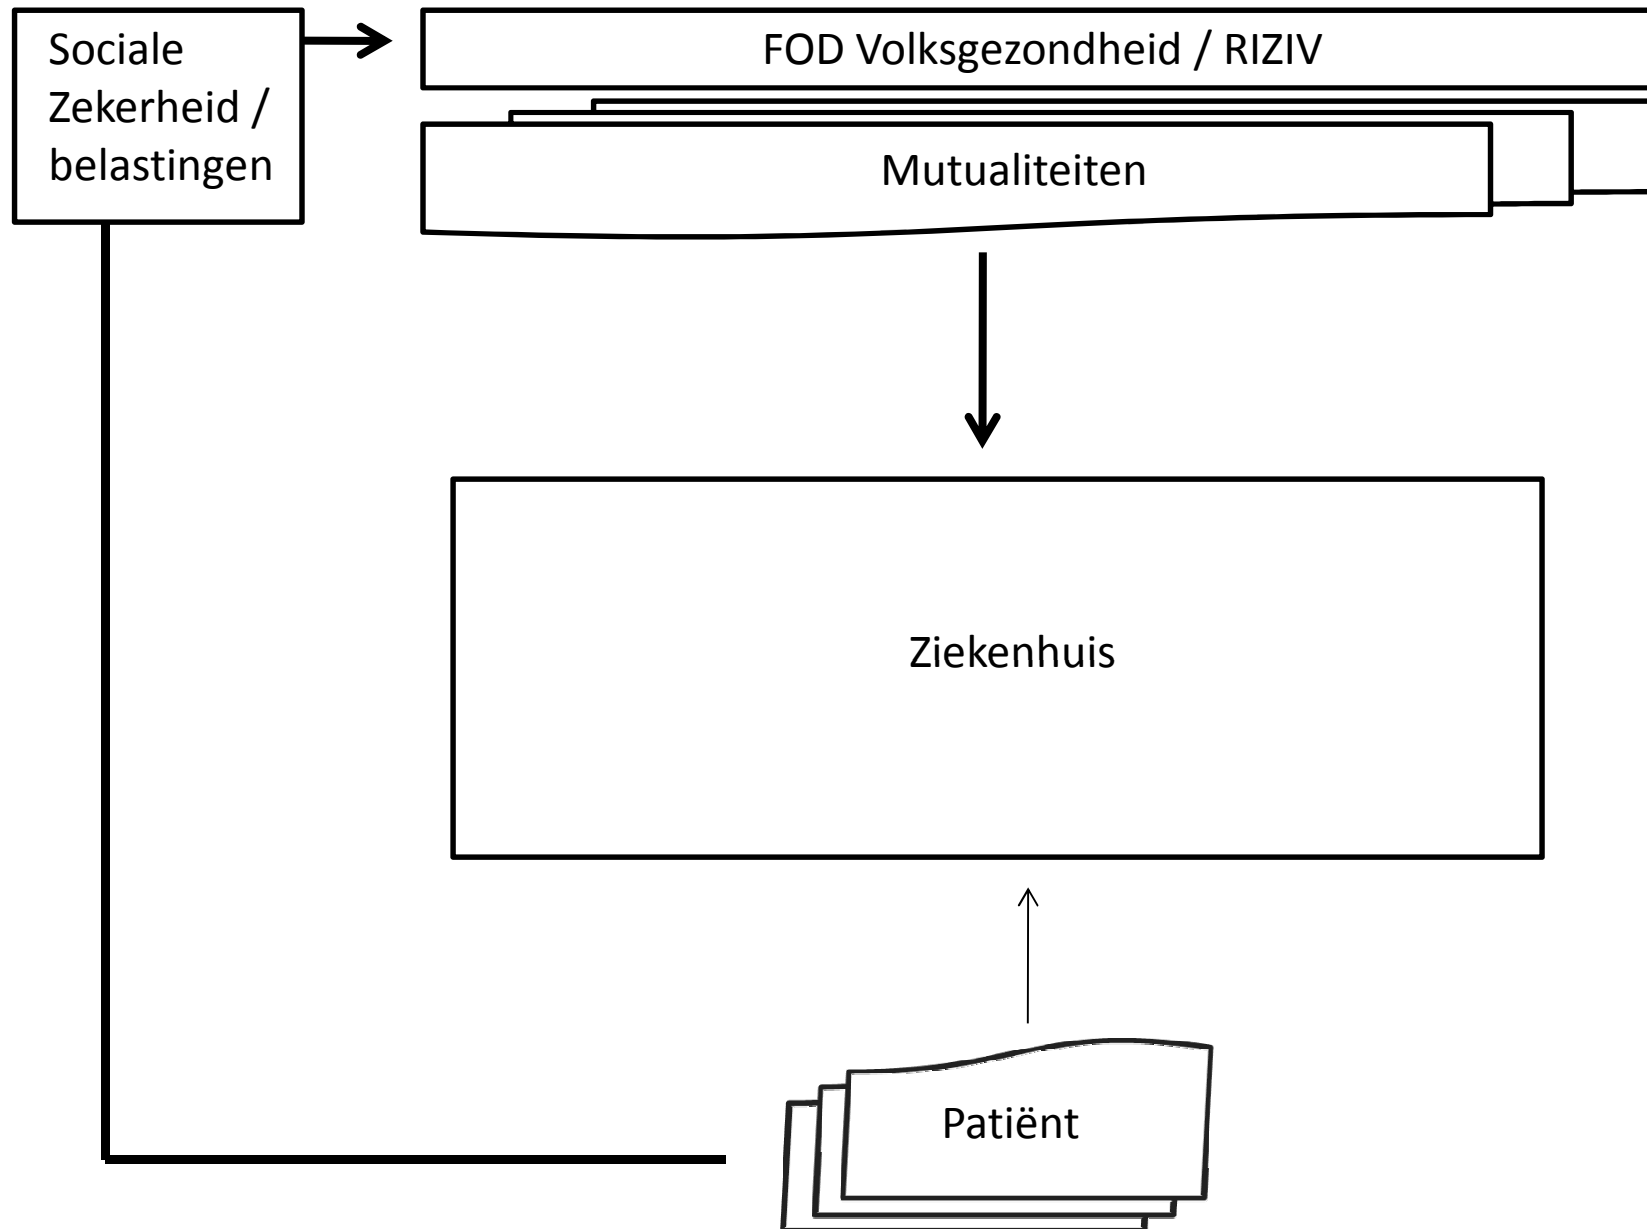 Sociale
Zekerheid /
belastingen
FOD Volksgezondheid / RIZIV
Mutualiteiten
Ziekenhuis
Patiënt